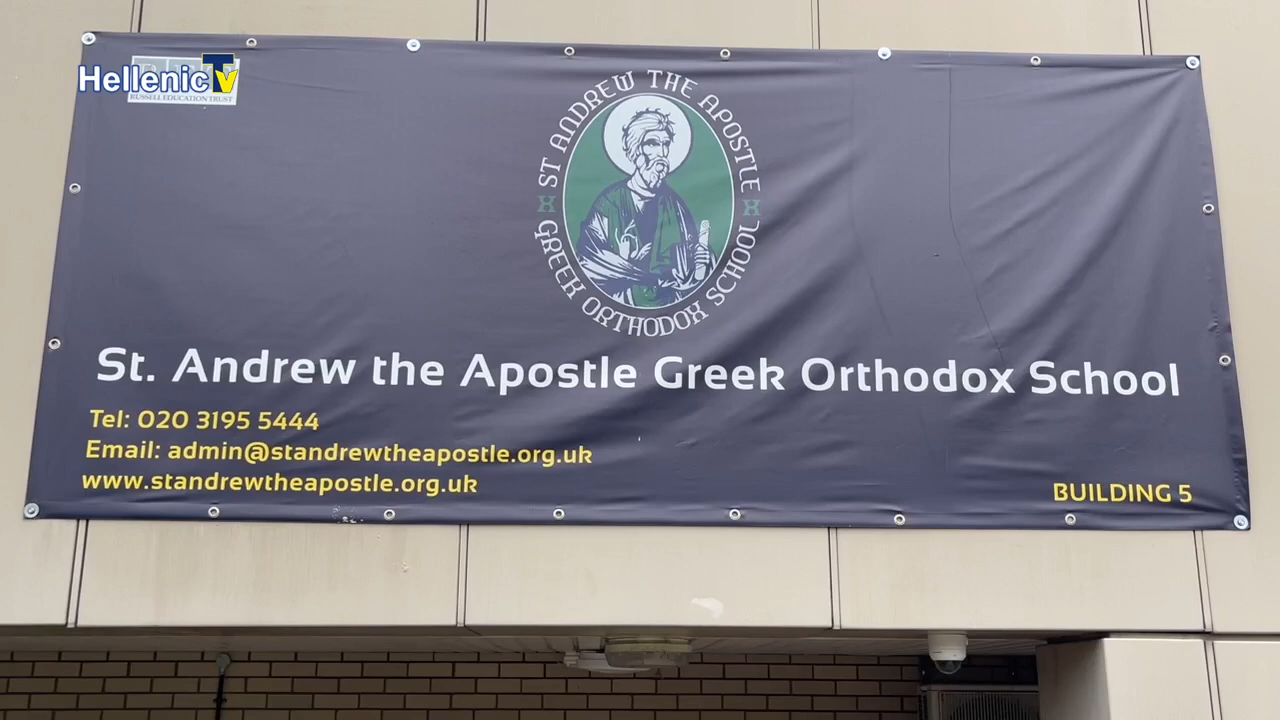 HellenicTV
RUSSELL EDUCATION TRUST
ST ANDREW THE APOSTLE
GREEK ORTHODOX SCHOOL
St. Andrew the Apostle Greek Orthodox School
Tel: 020 3195 5444
Email: admin@standrewtheapostle.org.uk
www.standrewtheapostle.org.uk
BUILDING 5